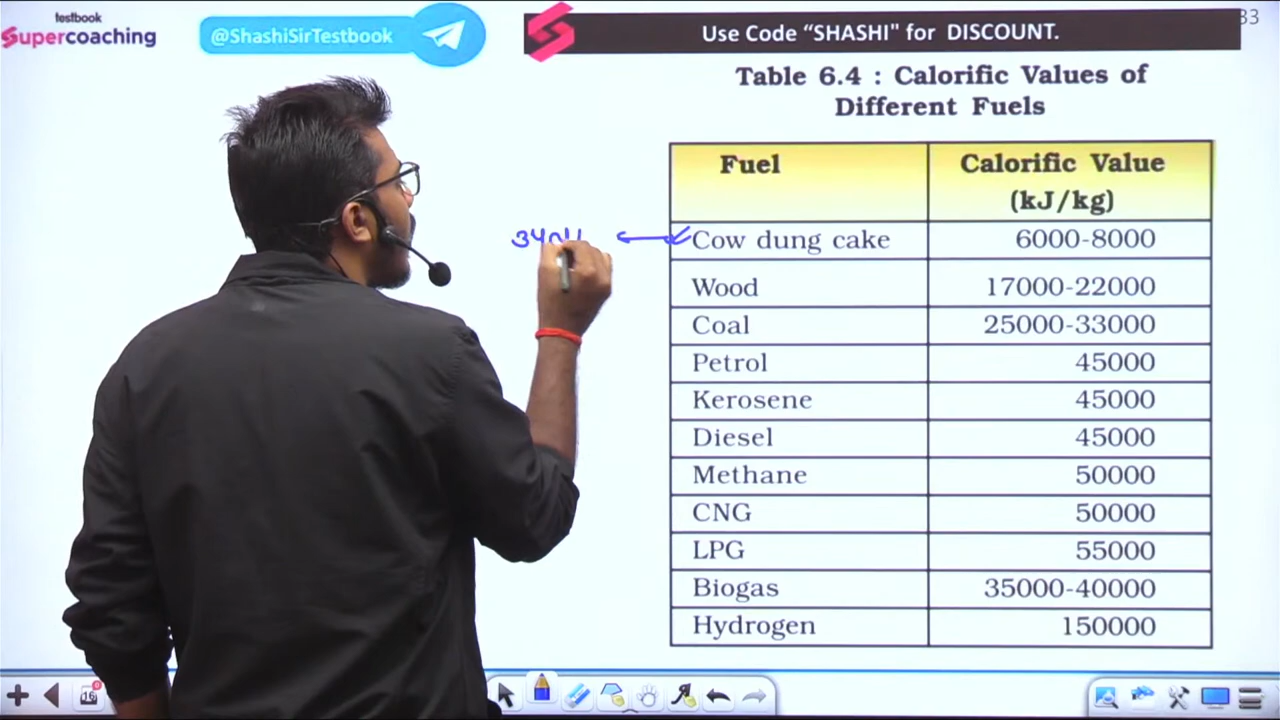 testbook
Supercoaching
@ShashiSirTestbook
Use Code “SHASHI" for DISCOUNT.
33
Table 6.4 : Calorific Values of
Different Fuels
Fuel Calorific Value
(kJ/kg)
Cow dung cake 6000-8000
Wood 17000-22000
Coal 25000-33000
Petrol 45000
Kerosene 45000
Diesel 45000
Methane 50000
CNG 50000
LPG 55000
Biogas 35000-40000
Hydrogen 150000
16